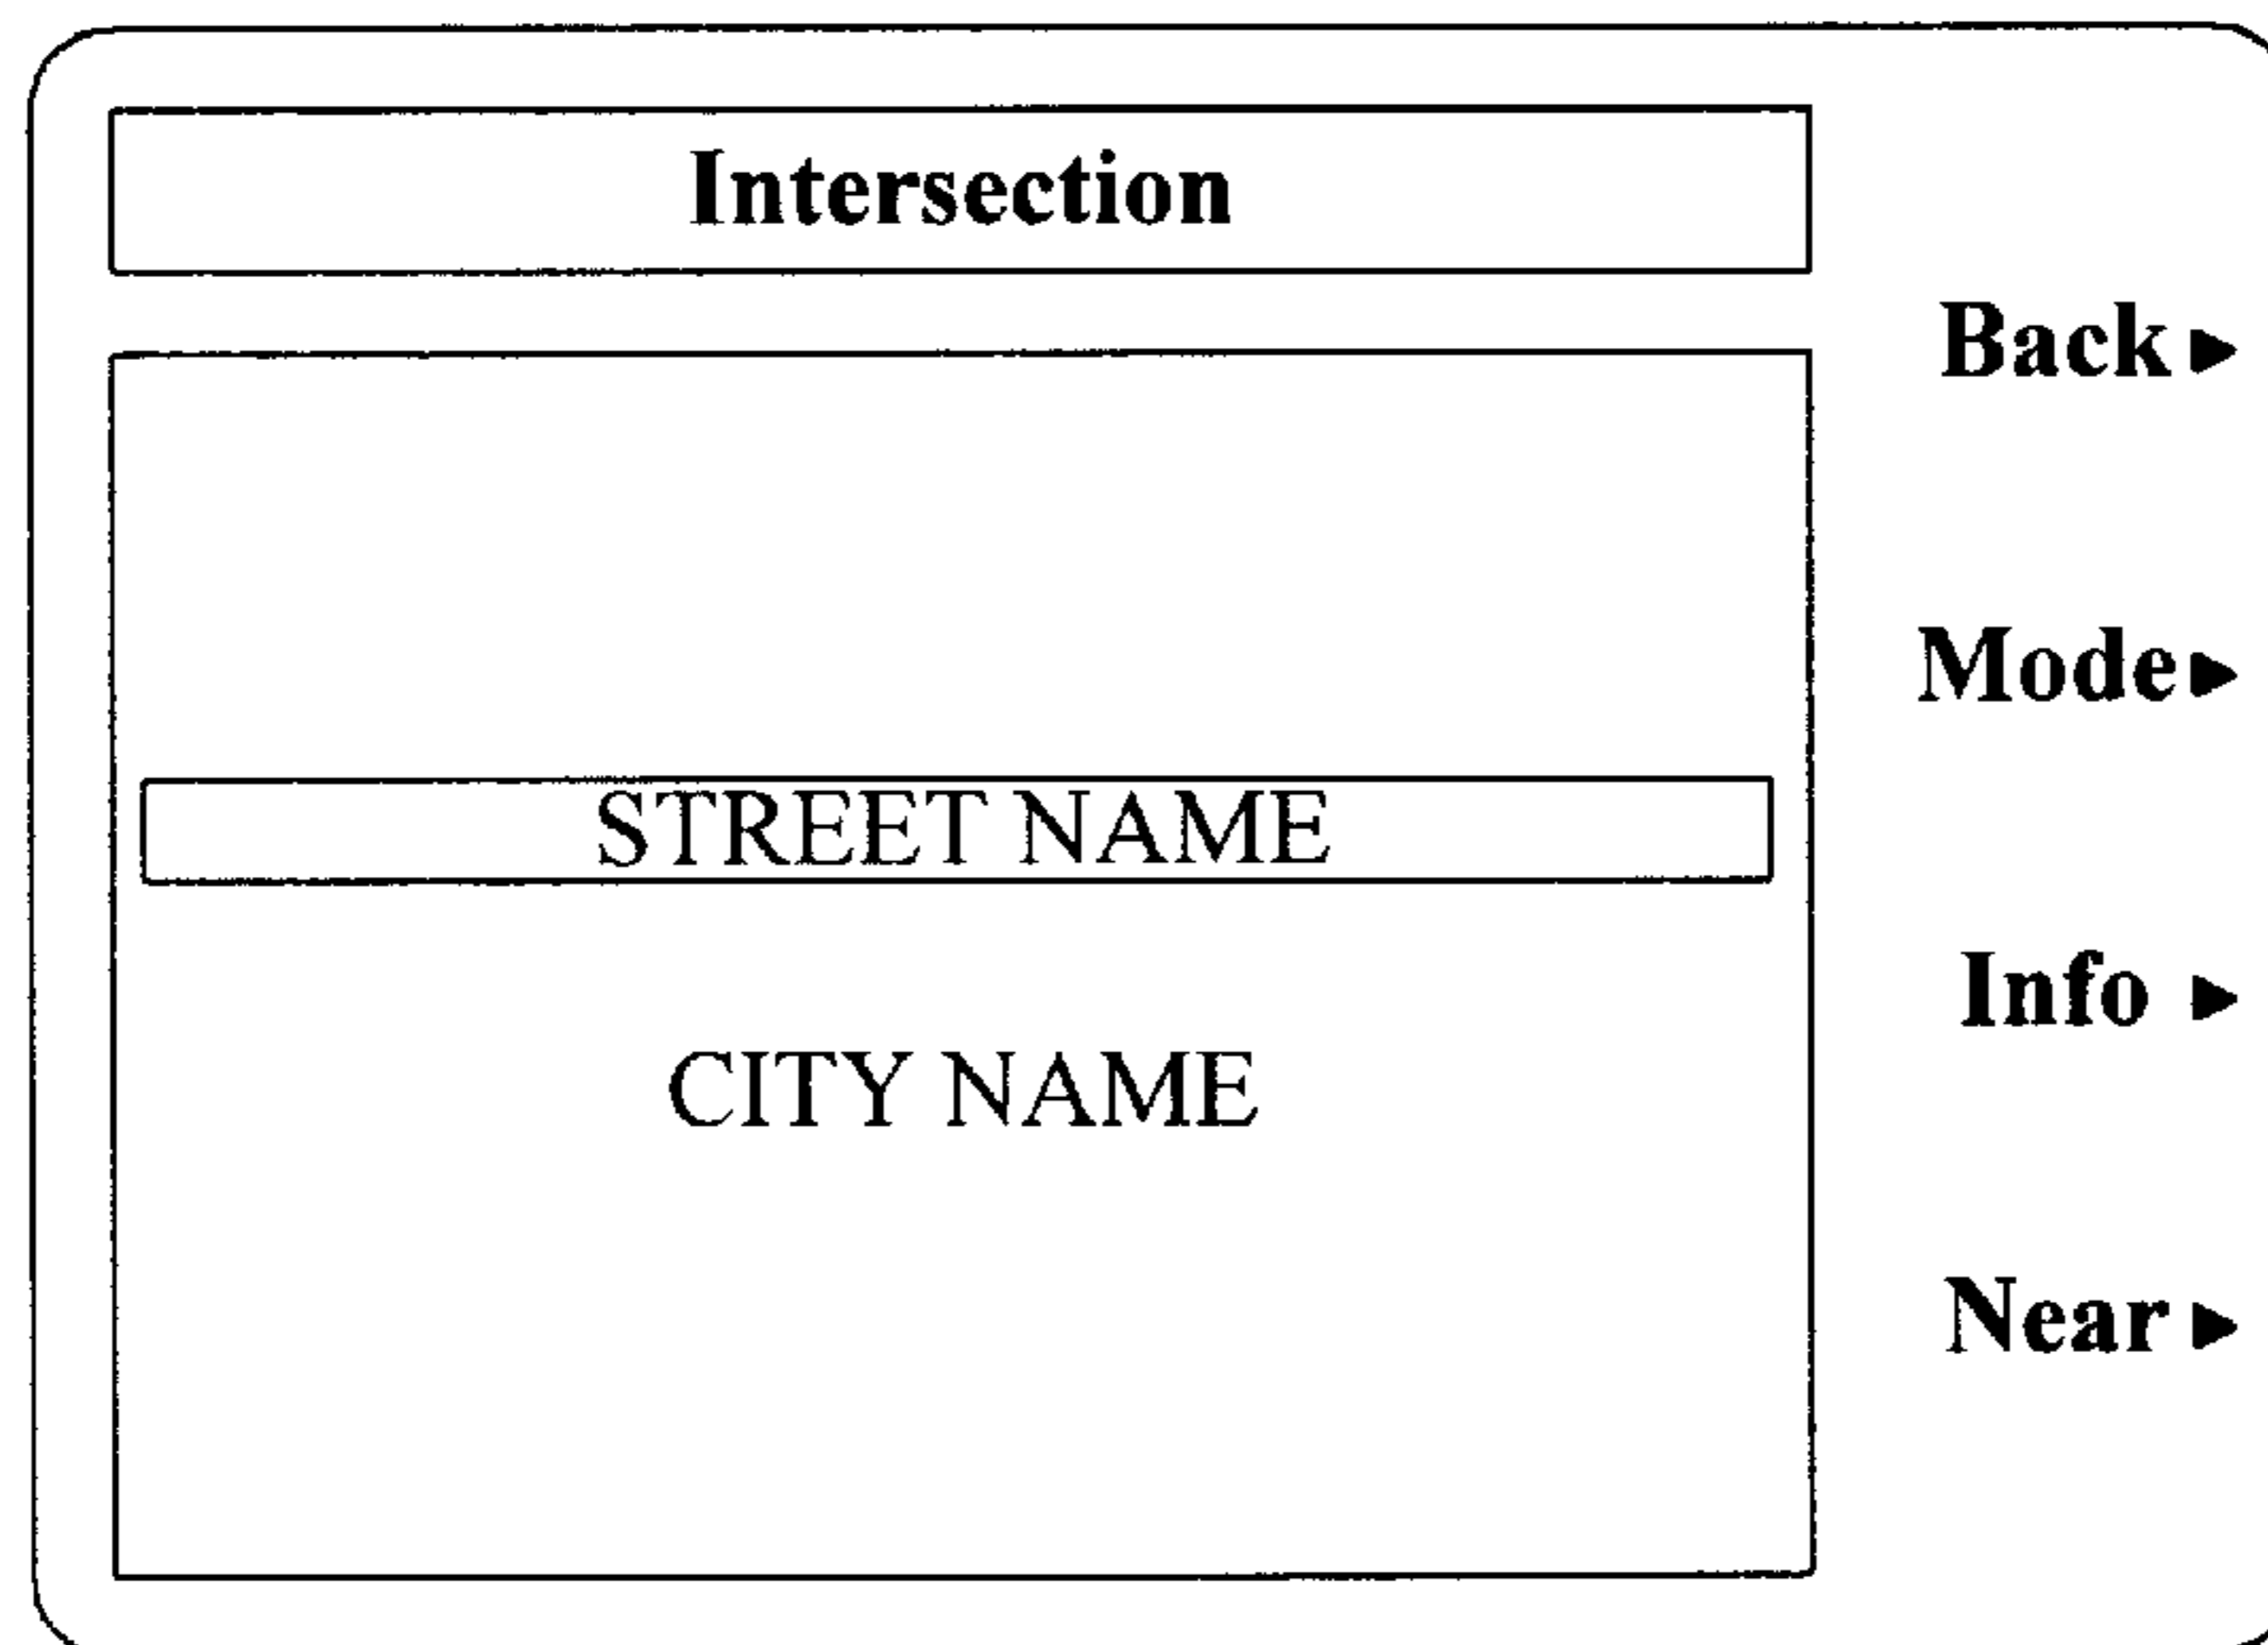 Intersection
Back
Mode
STREET NAME
Info
CITY NAME
Near